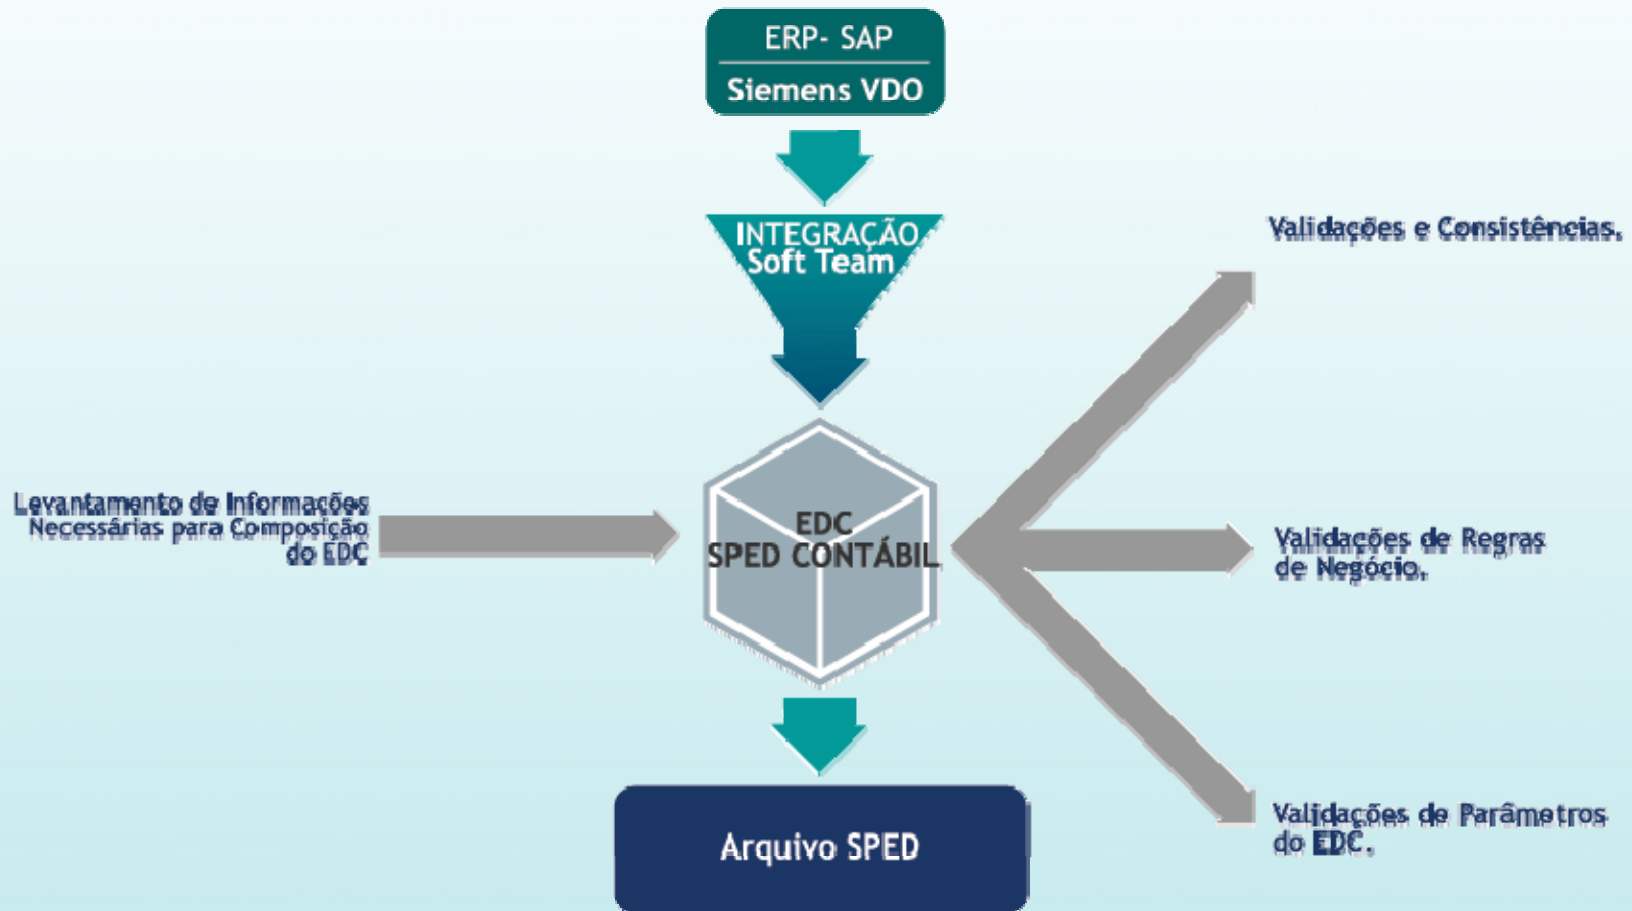 ERP- SAP
Siemens VDO
INTEGRAÇÃO
Soft Team
Validações e Consistências.
Levantamento de Informações
Necessárias para Composição
do EDC
EDC
SPED CONTÁBIL
Validações de Regras
de Negócio.
Validações de Parâmetros
do EDC.
Arquivo SPED